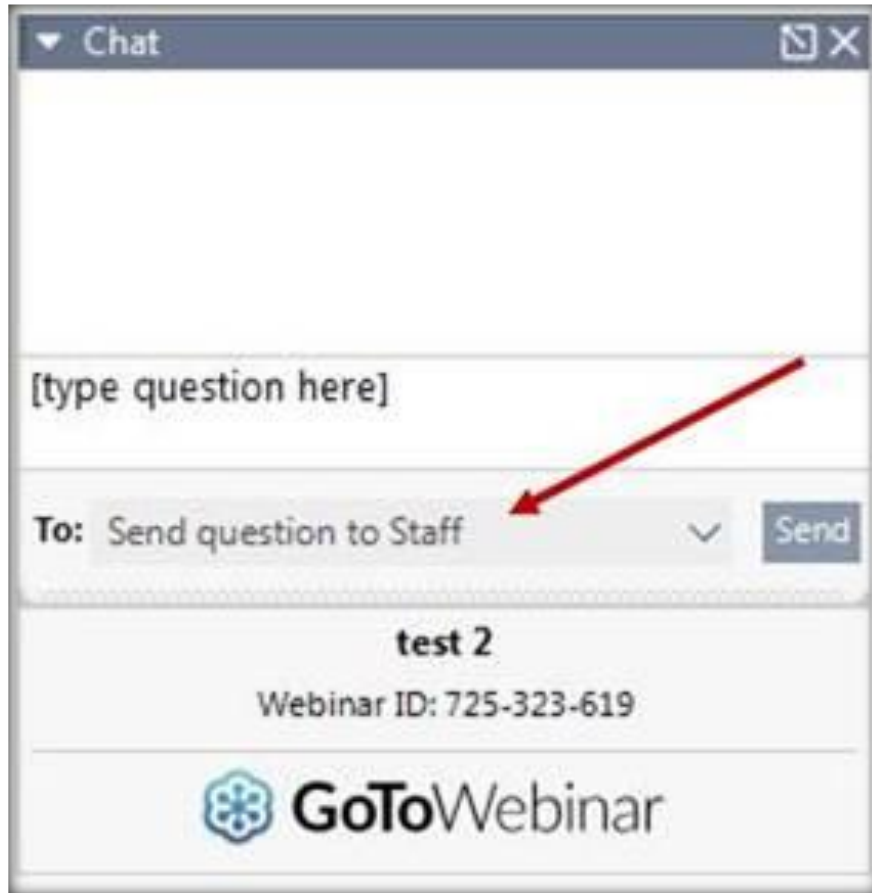 Chat
[type question here]
To: Send question to Staff Send
test 2
Webinar ID: 725-323-619
GoToWebinar